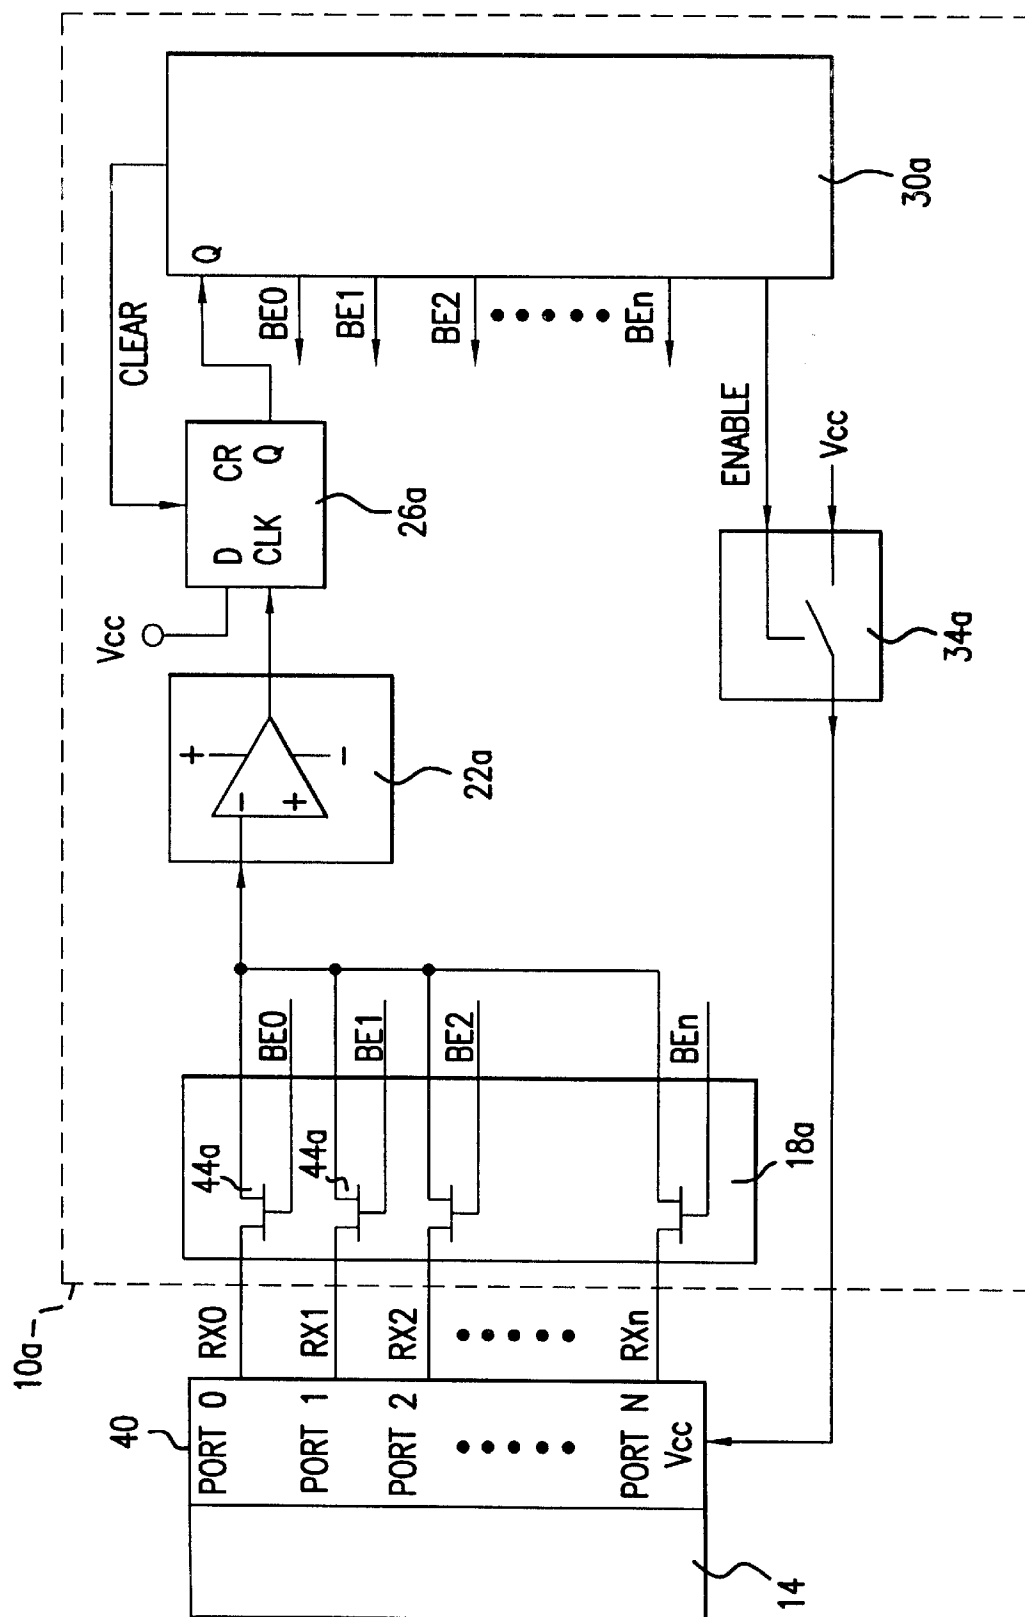 10a
40
PORT 0
PORT 1
PORT 2
PORT N
Vcc
14
RX0
RX1
RX2
RXn
44a
44a
BE0
BE1
BE2
BEn
18a
-
+
+
-
22a
Vcc
D
CLK
CR
Q
26a
CLEAR
Q
BE0
BE1
BE2
BEn
ENABLE
Vcc
34a
30a